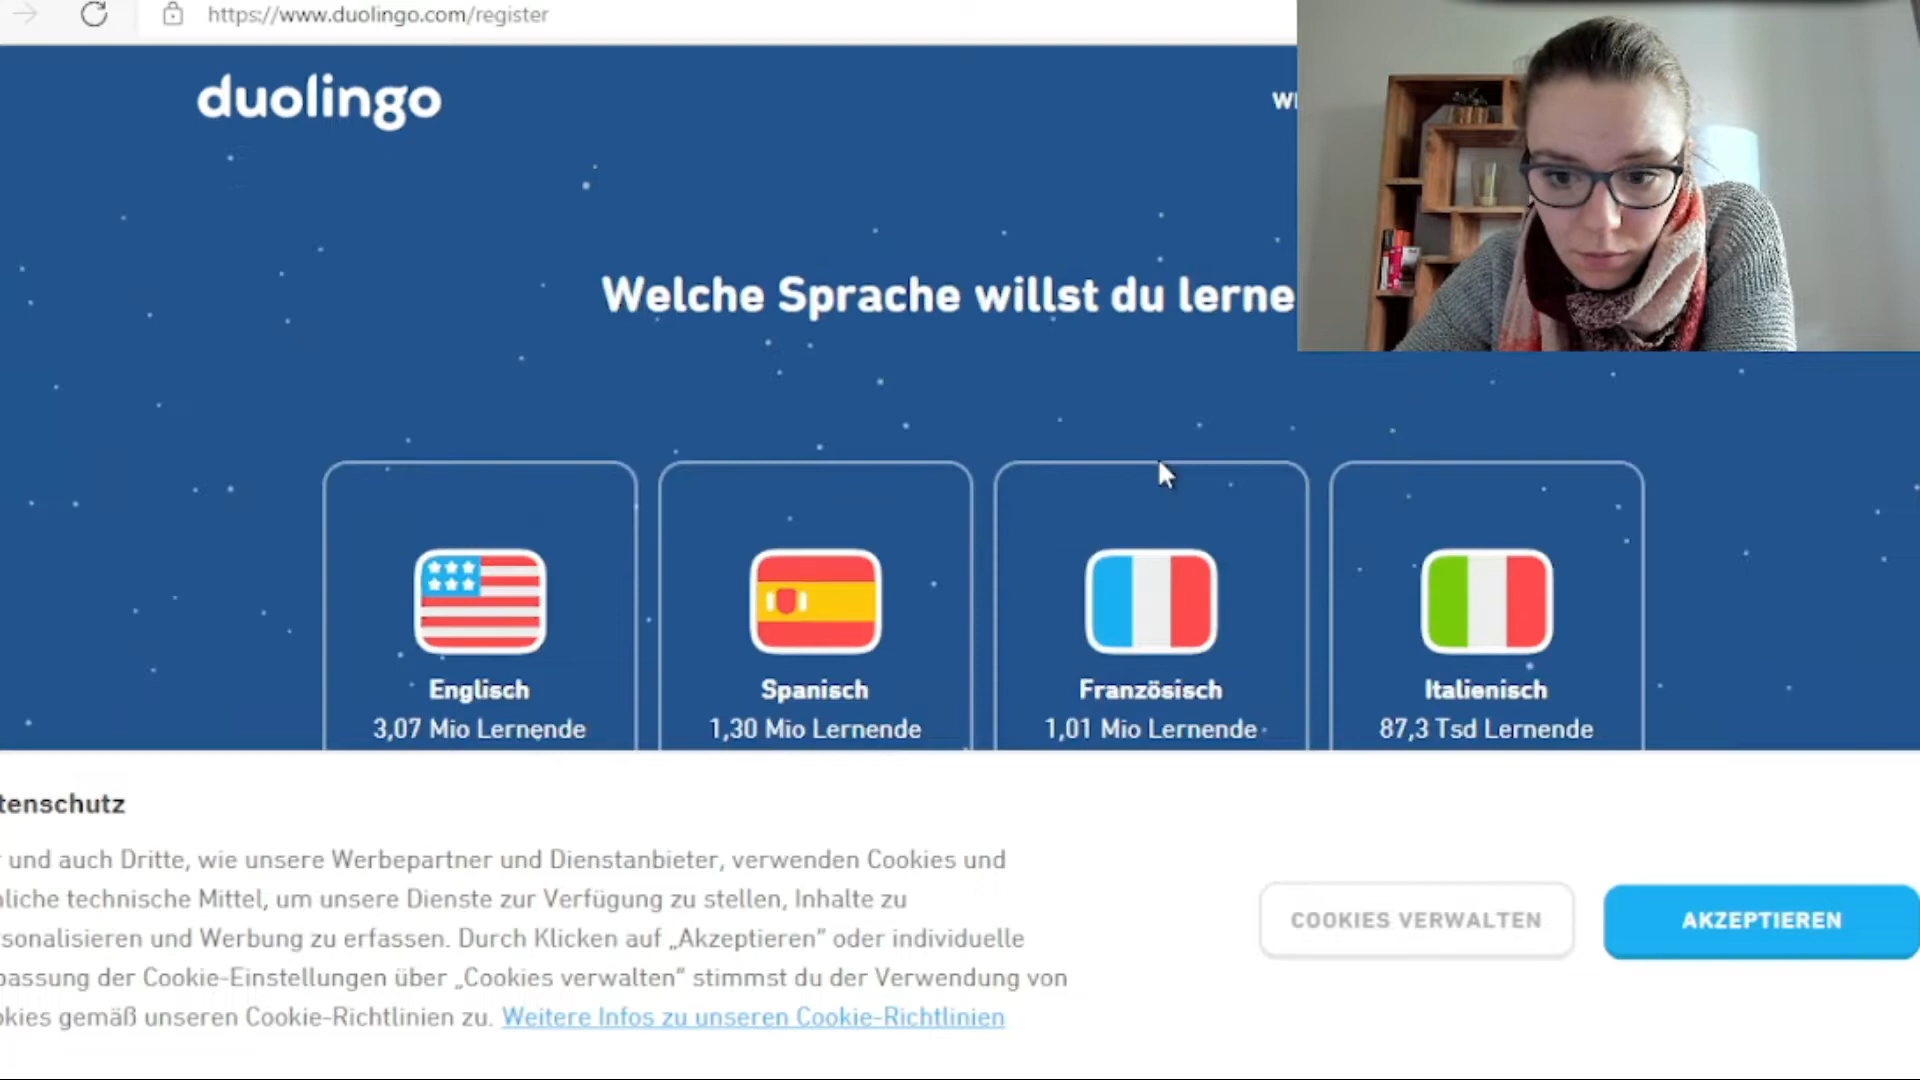 https://www.duolingo.com/register
duolingo
Welche Sprache willst du lerne
Englisch
3,07 Mio Lernende
Spanisch
1,30 Mio Lernende
Französisch
1,01 Mio Lernende
Italienisch
87,3 Tsd Lernende
tenschutz
und auch Dritte, wie unsere Werbepartner und Dienstanbieter, verwenden Cookies und
nliche technische Mittel, um unsere Dienste zur Verfügung zu stellen, Inhalte zu
sonalisieren und Werbung zu erfassen. Durch Klicken auf „Akzeptieren“ oder individuelle
passung der Cookie-Einstellungen über „Cookies verwalten“ stimmst du der Verwendung von
okies gemäß unseren Cookie-Richtlinien zu. Weitere Infos zu unseren Cookie-Richtlinien
COOKIES VERWALTEN
AKZEPTIEREN